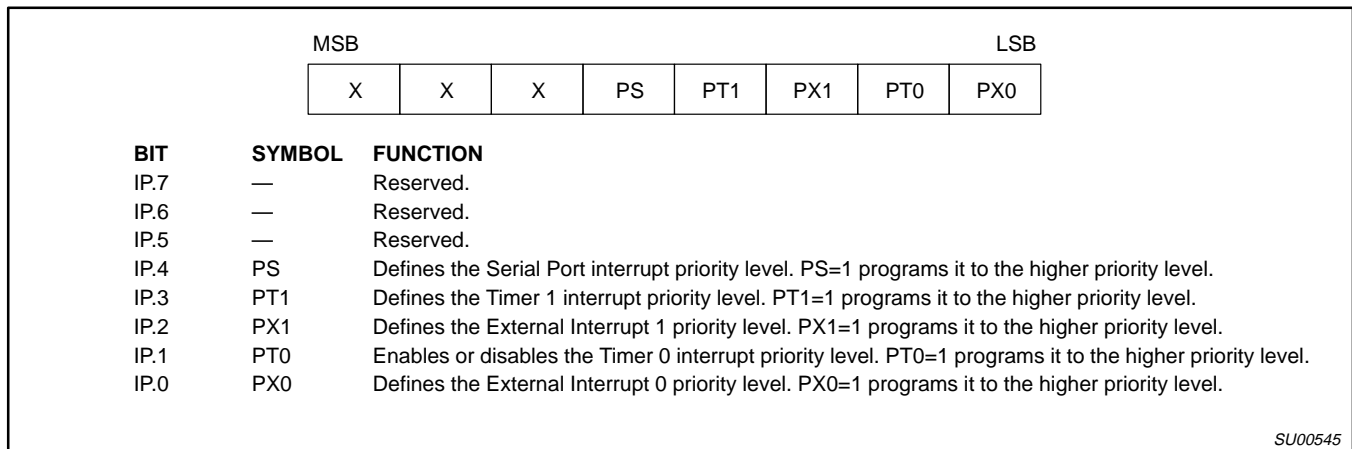 MSB LSB
X X X PS PT1 PX1 PT0 PX0
BIT SYMBOL FUNCTION
IP.7 — Reserved.
IP.6 — Reserved.
IP.5 — Reserved.
IP.4 PS Defines the Serial Port interrupt priority level. PS=1 programs it to the higher priority level.
IP.3 PT1 Defines the Timer 1 interrupt priority level. PT1=1 programs it to the higher priority level.
IP.2 PX1 Defines the External Interrupt 1 priority level. PX1=1 programs it to the higher priority level.
IP.1 PT0 Enables or disables the Timer 0 interrupt priority level. PT0=1 programs it to the higher priority level.
IP.0 PX0 Defines the External Interrupt 0 priority level. PX0=1 programs it to the higher priority level.
SU00545